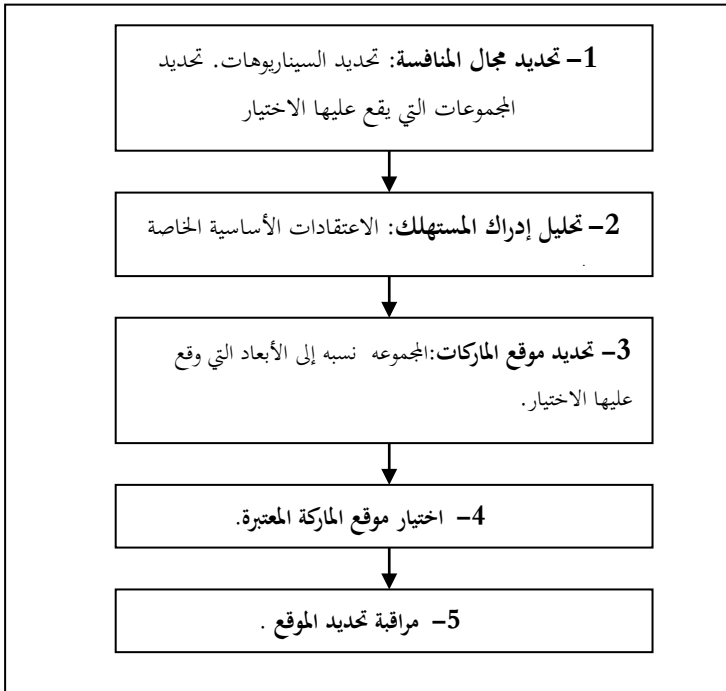 1- تحديد مجال المنافسة: تحديد السيناريوهات. تحديد
المجموعات التي يقع عليها الاختيار
2- تحليل إدراك المستهلك: الاعتقادات الأساسية الخاصة
.
3- تحديد موقع الماركات:المجموعه نسبه إلى الأبعاد التي وقع
عليها الاختيار.
4- اختيار موقع الماركة المعتبرة.
5- مراقبة تحديد الموقع .